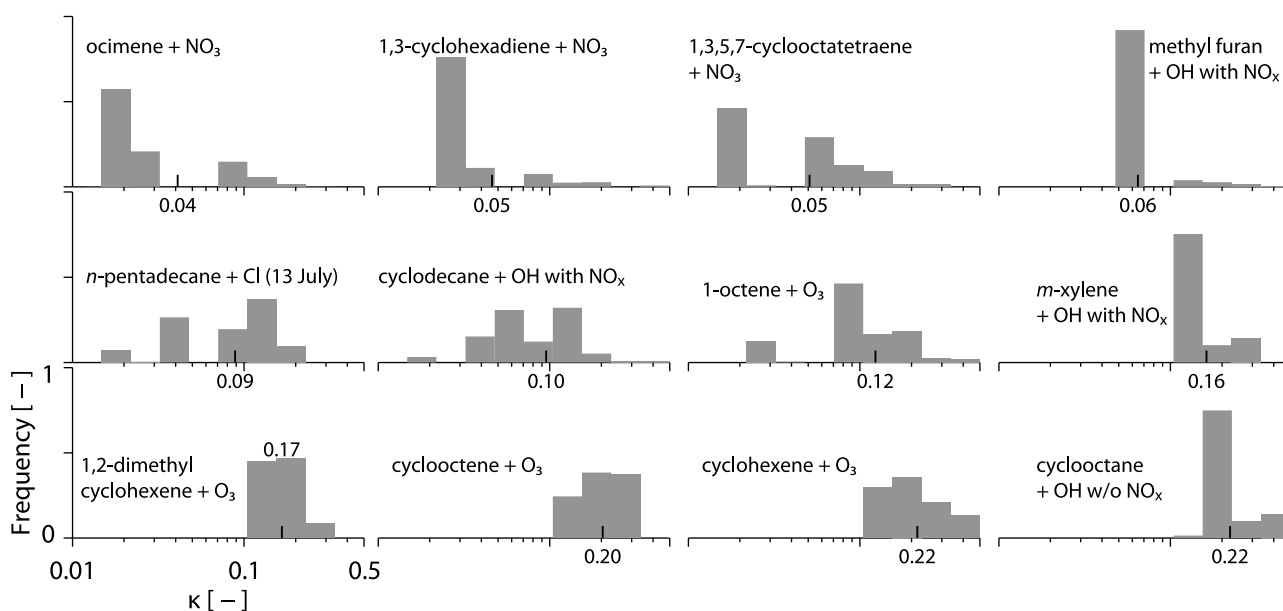 ocimene + NO₃
1,3-cyclohexadiene + NO₃
1,3,5,7-cyclooctatetraene
+ NO₃
methyl furan
+ OH with NOₓ
0.04
0.05
0.05
0.06
n-pentadecane + Cl (13 July)
cyclodecane + OH with NOₓ
1-octene + O₃
m-xylene
+ OH with NOₓ
0.09
0.10
0.12
0.16
Frequency [ – ]
1
0
1,2-dimethyl
cyclohexene + O₃
0.17
cyclooctene + O₃
cyclohexene + O₃
cyclooctane
+ OH w/o NOₓ
0.20
0.22
0.22
0.01
0.1
0.5
κ [ – ]